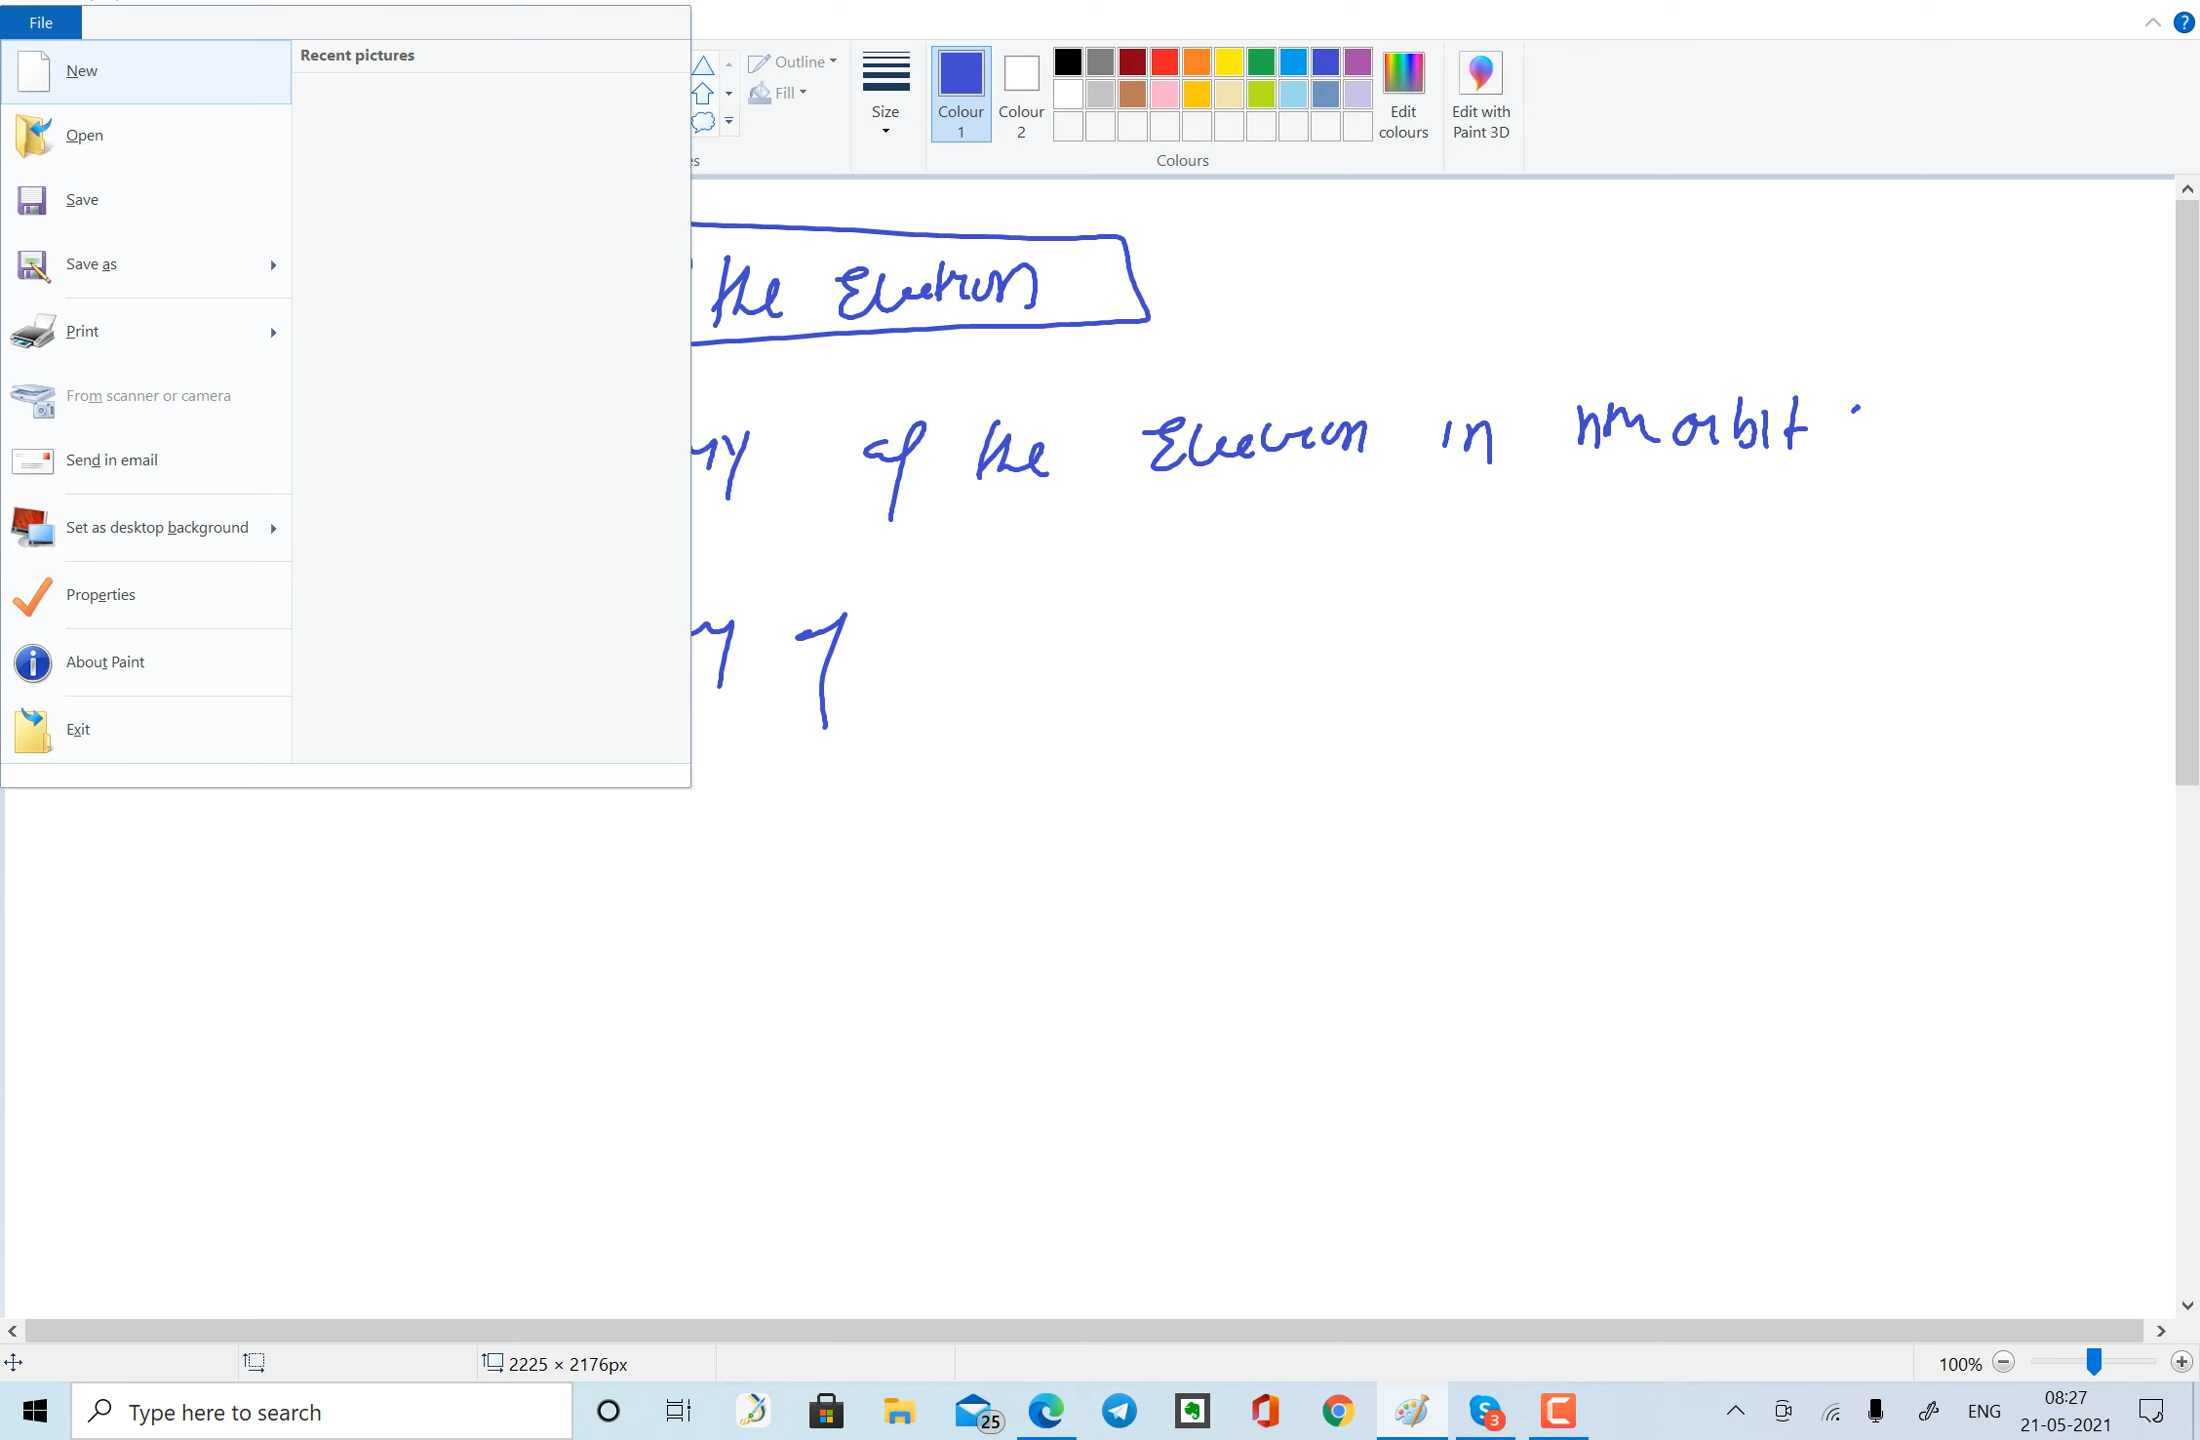 File
New
Recent pictures
Open
Save
Save as
Print
From scanner or camera
Send in email
Set as desktop background
Properties
About Paint
Exit
Outline
Fill
Size
Colour 1
Colour 2
Edit colours
Edit with Paint 3D
Colours
the Electron
of the Electron in nth orbit
2225 × 2176px
100%
Type here to search
25
3
ENG
08:27
21-05-2021